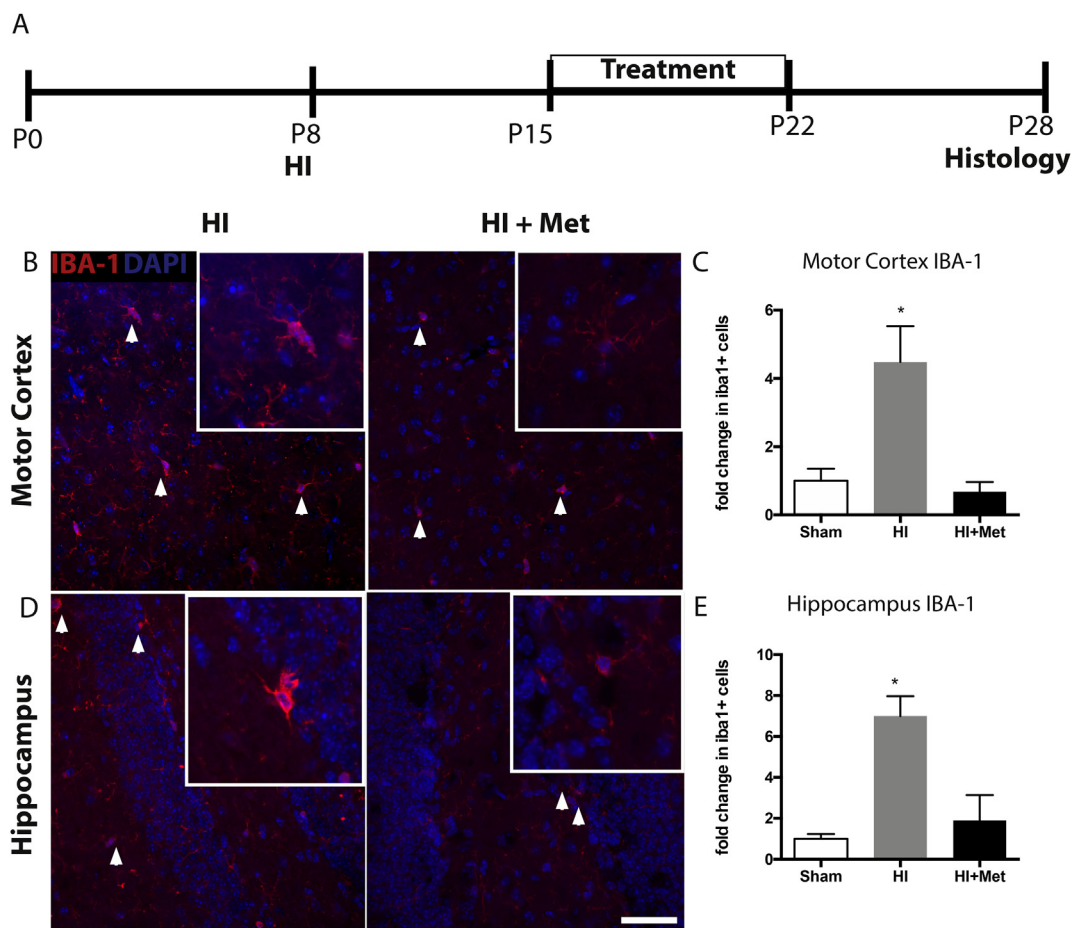 A
Treatment
P0
P8
P15
P22
P28
HI
Histology
HI
HI + Met
B
IBA-1 DAPI
Motor Cortex
C
Motor Cortex IBA-1
fold change in iba1+ cells
6
*
4
2
0
Sham
HI
HI+Met
D
Hippocampus
E
Hippocampus IBA-1
fold change in iba1+ cells
10
8
*
6
4
2
0
Sham
HI
HI+Met